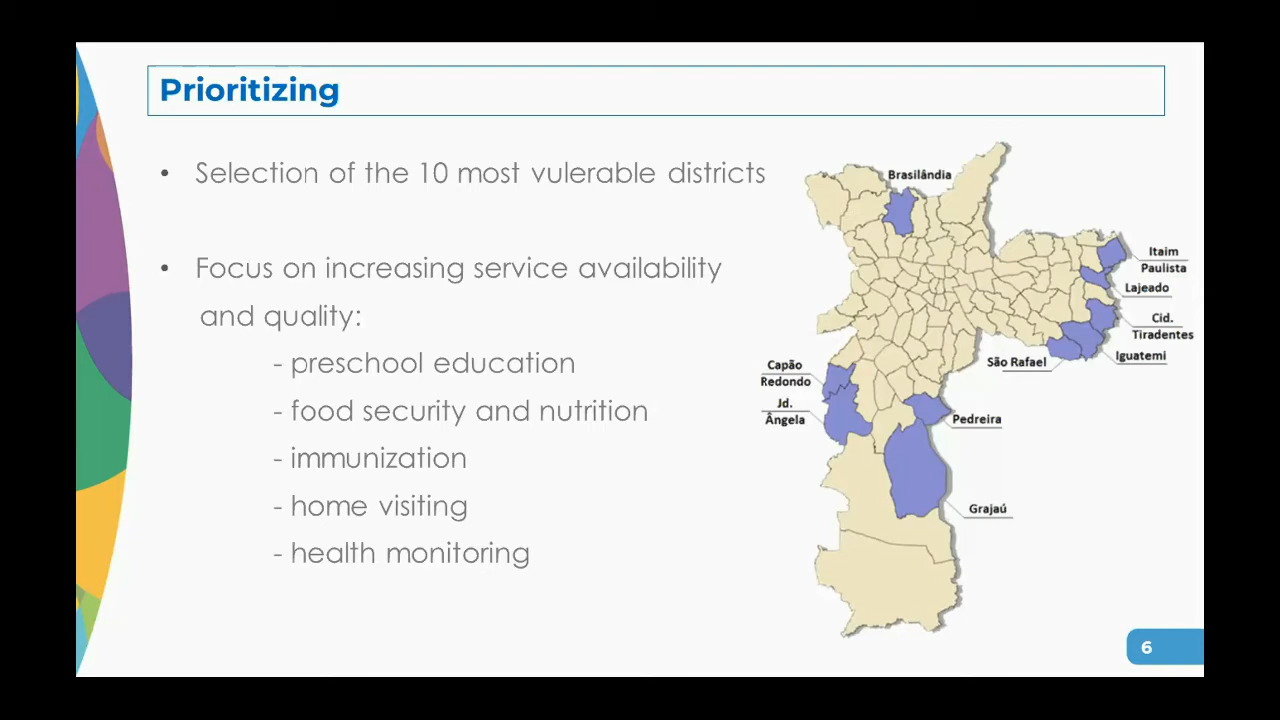 Prioritizing
• Selection of the 10 most vulerable districts
• Focus on increasing service availability
and quality:
- preschool education
- food security and nutrition
- immunization
- home visiting
- health monitoring
Brasilândia
Itaim
Paulista
Lajeado
Cid.
Tiradentes
Iguatemi
São Rafael
Capão
Redondo
Jd.
Ângela
Pedreira
Grajaú
6